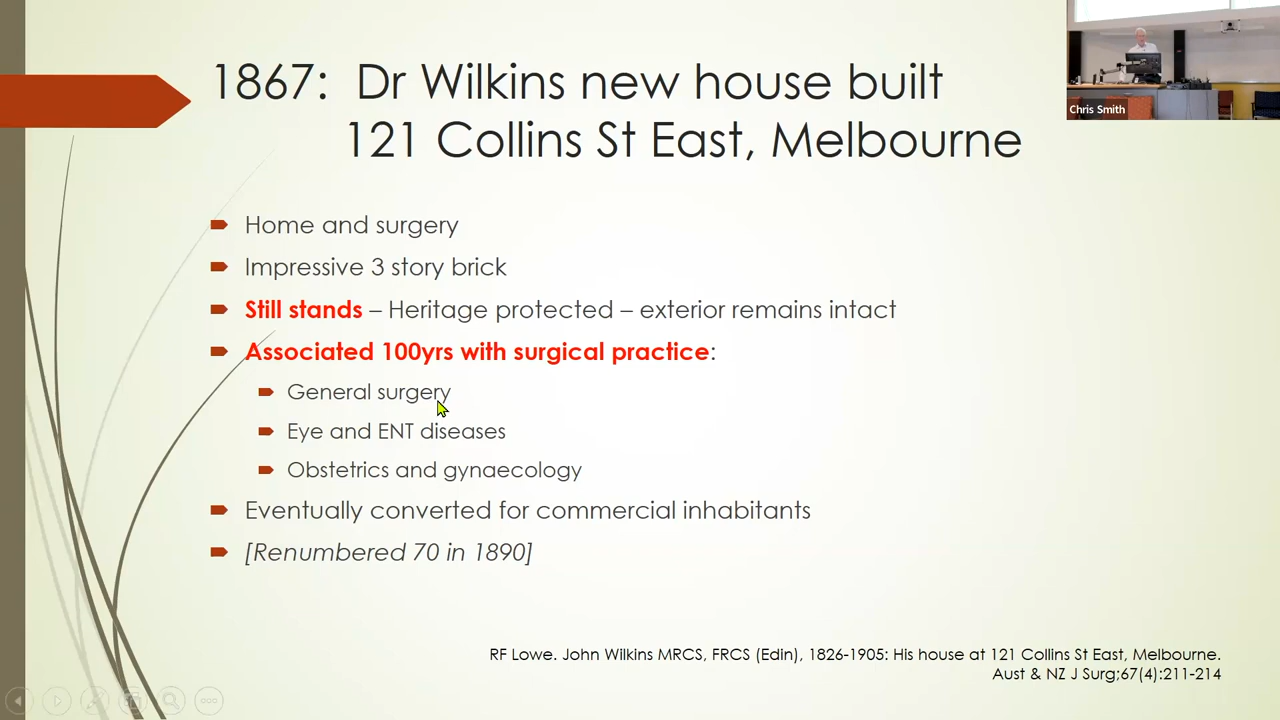 1867: Dr Wilkins new house built
121 Collins St East, Melbourne
Chris Smith
Home and surgery
Impressive 3 story brick
Still stands – Heritage protected – exterior remains intact
Associated 100yrs with surgical practice:
General surgery
Eye and ENT diseases
Obstetrics and gynaecology
Eventually converted for commercial inhabitants
[Renumbered 70 in 1890]
RF Lowe. John Wilkins MRCS, FRCS (Edin), 1826-1905: His house at 121 Collins St East, Melbourne.
Aust & NZ J Surg;67(4):211-214